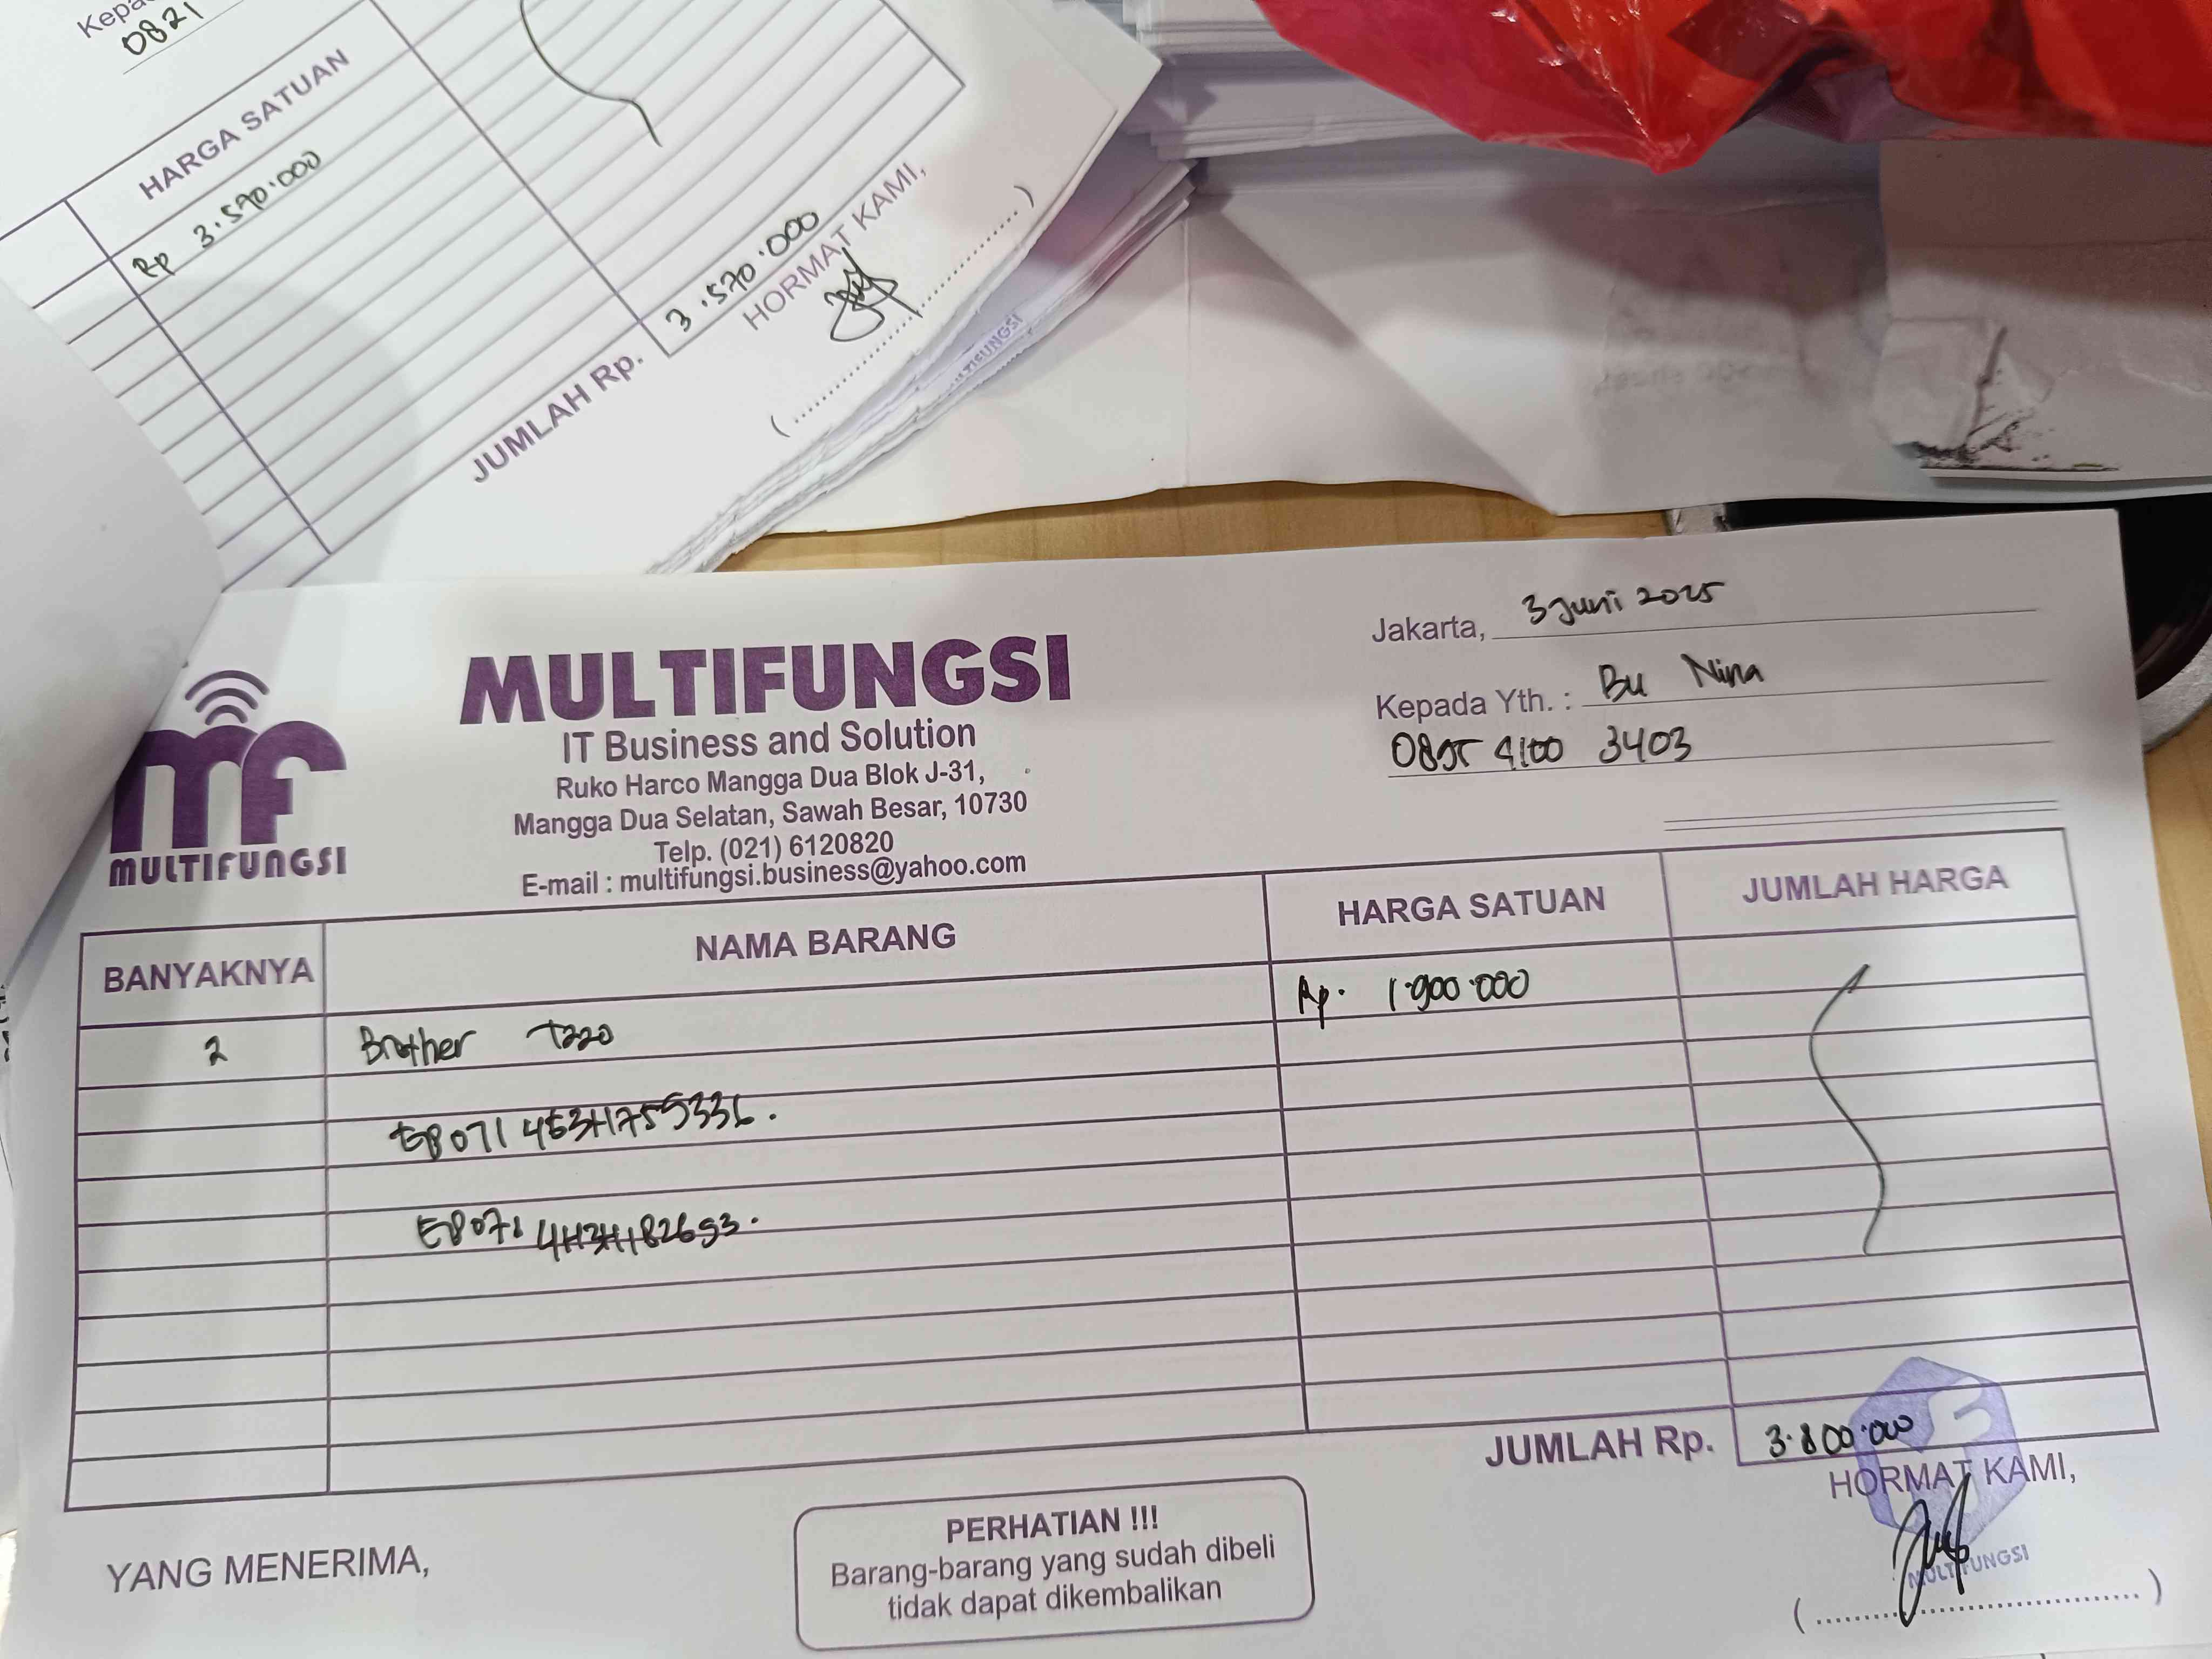 Kepa
0821
HARGA SATUAN
Rp 3.590.000
JUMLAH Rp. 3.570.000
HORMAT KAMI,
(....................)
MULTIFUNGSI
IT Business and Solution
Ruko Harco Mangga Dua Blok J-31,
Mangga Dua Selatan, Sawah Besar, 10730
Telp. (021) 6120820
E-mail : multifungsi.business@yahoo.com
mf
MULTIFUNGSI
Jakarta, 3 Juni 2025
Kepada Yth. : Bu Nina
3403
BANYAKNYA NAMA BARANG HARGA SATUAN JUMLAH HARGA
2 Brother T220 Rp. 1.900.000
JUMLAH Rp. 3.800.000
HORMAT KAMI,
MULTIFUNGSI
(....................)
YANG MENERIMA,
PERHATIAN !!!
Barang-barang yang sudah dibeli
tidak dapat dikembalikan